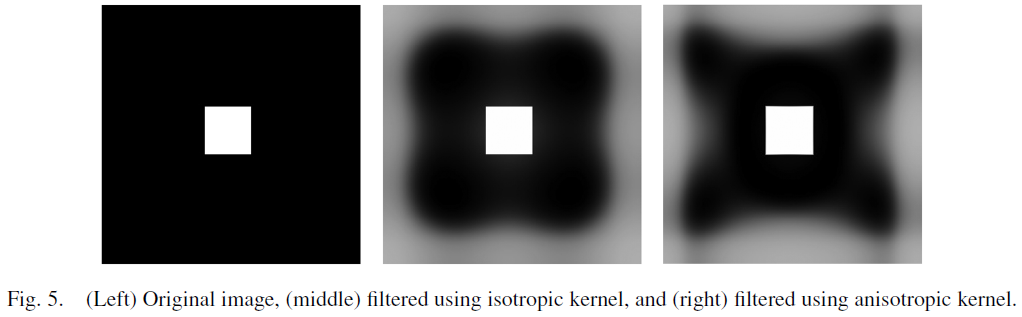 Fig. 5. (Left) Original image, (middle) filtered using isotropic kernel, and (right) filtered using anisotropic kernel.